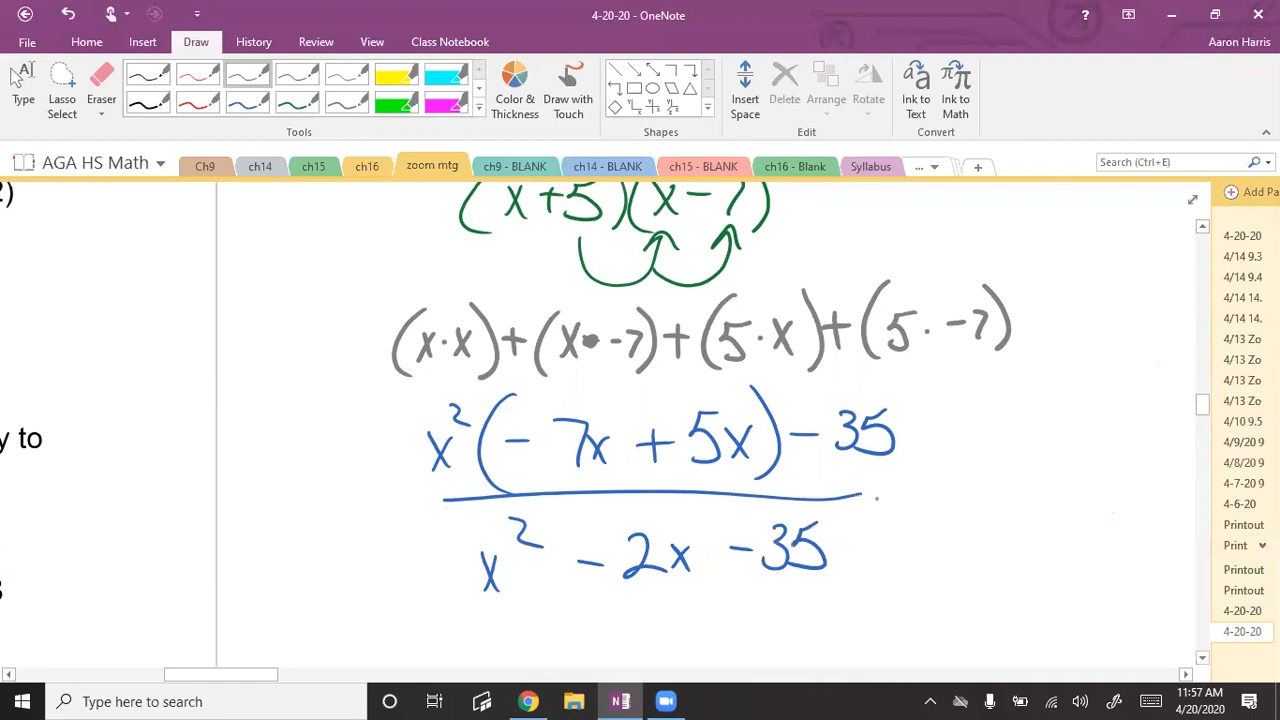 4-20-20 - OneNote
Aaron Harris
File Home Insert Draw History Review View Class Notebook
Type Lasso Select Eraser Color & Thickness Draw with Touch Insert Space Delete Arrange Rotate Ink to Text Ink to Math
Tools Shapes Edit Convert
AGA HS Math Ch9 ch14 ch15 ch16 zoom mtg ch9 - BLANK ch14 - BLANK ch15 - BLANK ch16 - Blank Syllabus ... Search (Ctrl+E)
2)
(x+5)(x-7)
(x·x)+(x·-7)+(5·x)+(5·-7)
x²(-7x+5x)-35
x²-2x-35
y to
Add Pa
4-20-20
4/14 9.3
4/14 9.4
4/14 14.
4/14 14.
4/13 Zo
4/13 Zo
4/13 Zo
4/13 Zo
4/10 9.5
4/9/20 9
4/8/20 9
4-7-20 9
4-6-20
Printout
Print
Printout
Printout
4-20-20
4-20-20
Type here to search
11:57 AM
4/20/2020